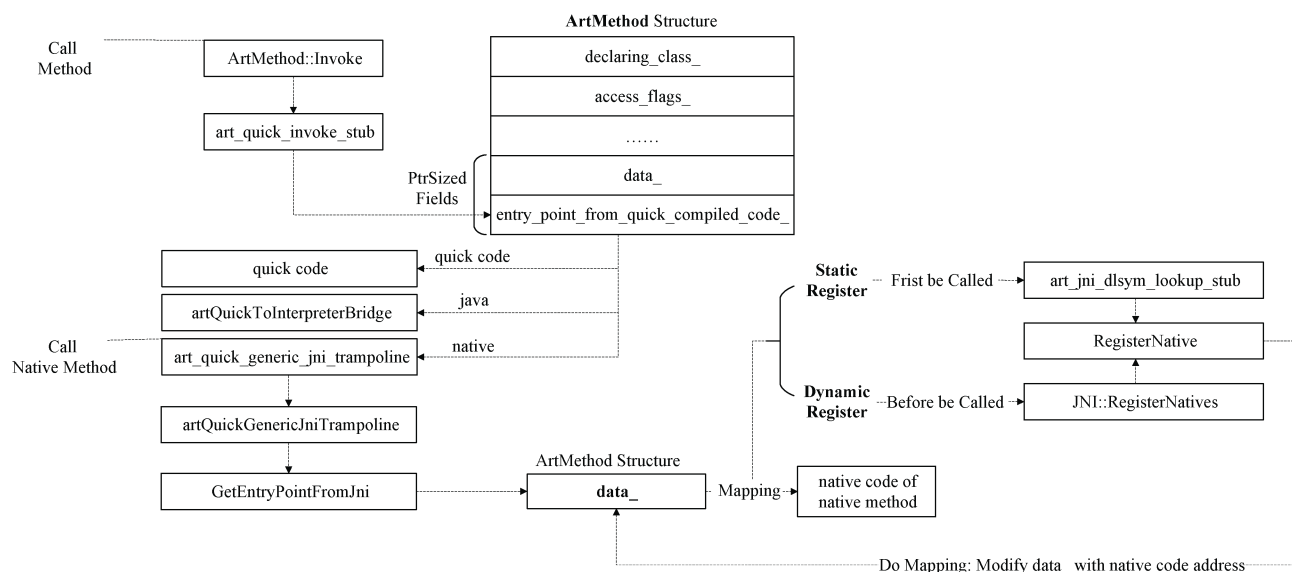 ArtMethod Structure
Call
Method
ArtMethod::Invoke
art_quick_invoke_stub
declaring_class_
access_flags_
......
data_
entry_point_from_quick_compiled_code_
PtrSized
Fields
quick code
quick code
java
artQuickToInterpreterBridge
native
Call
Native Method
art_quick_generic_jni_trampoline
artQuickGenericJniTrampoline
GetEntryPointFromJni
ArtMethod Structure
data_
Mapping
native code of
native method
Static
Register
Frist be Called
art_jni_dlsym_lookup_stub
RegisterNative
Dynamic
Register
Before be Called
JNI::RegisterNatives
Do Mapping: Modify data_ with native code address